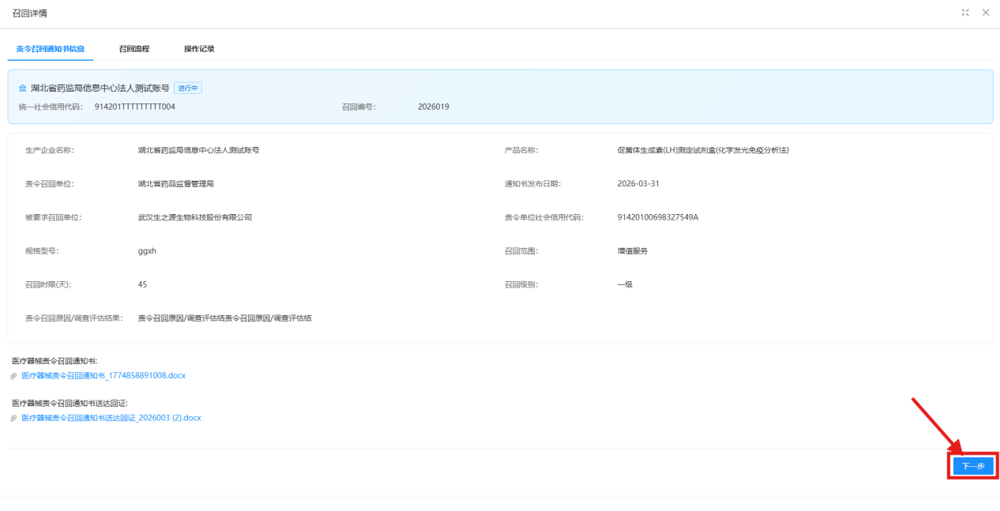 召回详情
责令召回通知书信息 召回流程 操作记录
湖北省药监局信息中心法人测试账号 进行中
统一社会信用代码： 914201TTTTTTTTT004 召回编号： 2026019
生产企业名称： 湖北省药监局信息中心法人测试账号 产品名称： 促黄体生成素(LH)测定试剂盒(化学发光免疫分析法)
责令召回单位： 湖北省药品监督管理局 通知书发布日期： 2026-03-31
被要求召回单位： 武汉生之源生物科技股份有限公司 责令单位社会信用代码： 91420100698327549A
规格型号： ggxh 召回范围： 增值服务
召回时限(天)： 45 召回级别： 一级
责令召回原因/调查评估结果： 责令召回原因/调查评估结责令召回原因/调查评估结
医疗器械责令召回通知书:
医疗器械责令召回通知书_1774858891008.docx
医疗器械责令召回通知书送达回证:
医疗器械责令召回通知书送达回证_2026003 (2).docx
下一步